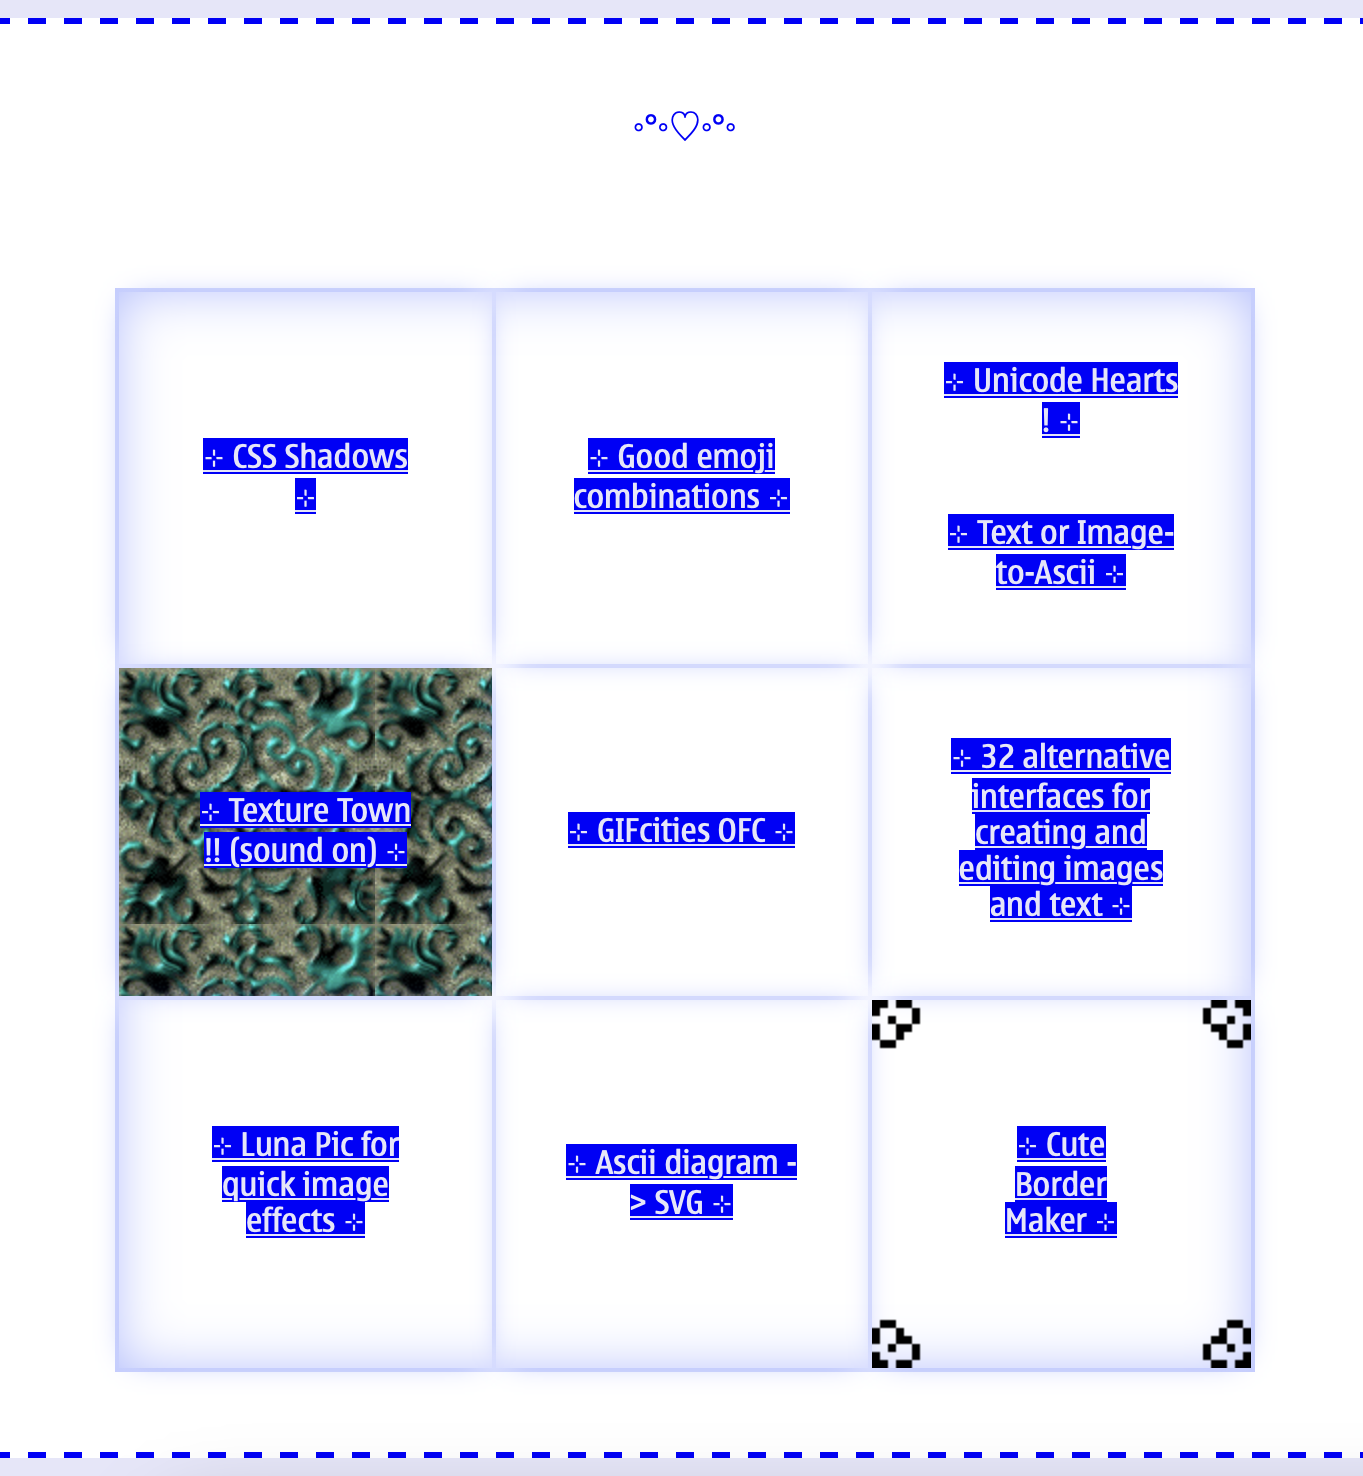 ◦°◦♡◦°◦
⊹ CSS Shadows
⊹
⊹ Good emoji
combinations ⊹
⊹ Unicode Hearts
! ⊹
⊹ Text or Image-
to-Ascii ⊹
⊹ Texture Town
!! (sound on) ⊹
⊹ GIFcities OFC ⊹
⊹ 32 alternative
interfaces for
creating and
editing images
and text ⊹
⊹ Luna Pic for
quick image
effects ⊹
⊹ Ascii diagram -
> SVG ⊹
⊹ Cute
Border
Maker ⊹